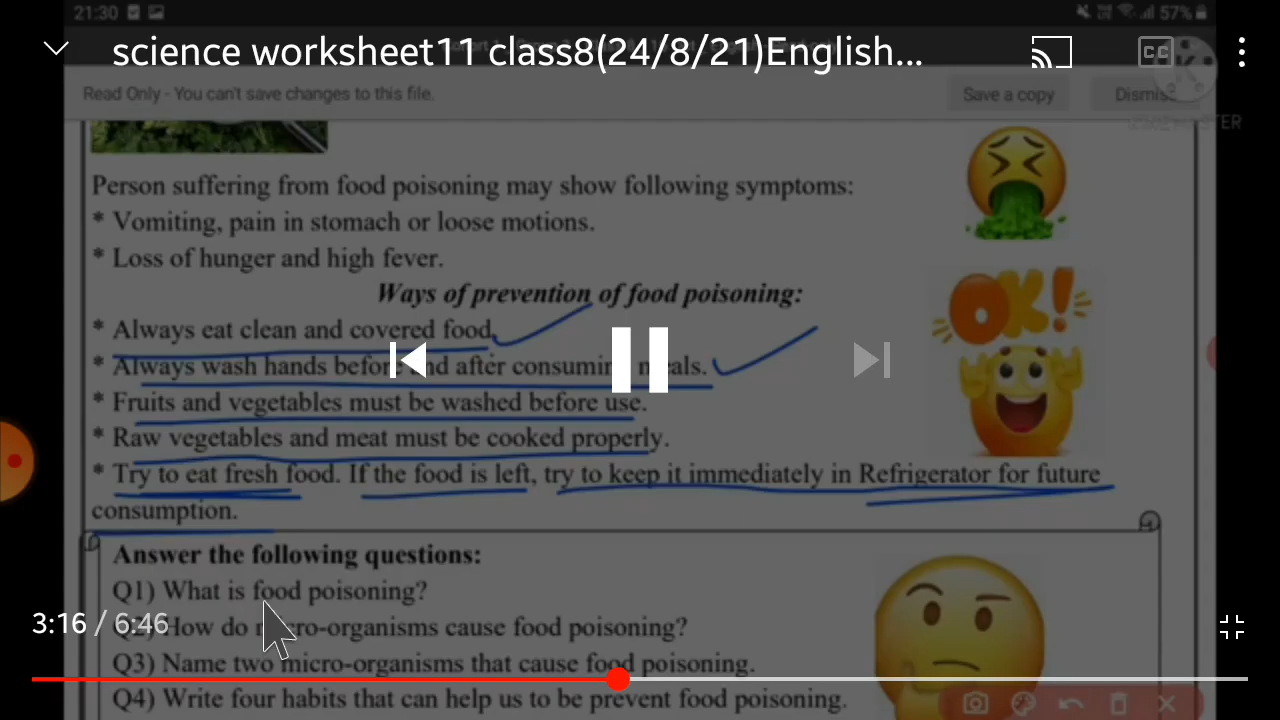 21:30
57%
science worksheet11 class8(24/8/21)English...
CC
Read Only - You can't save changes to this file.
Save a copy
Dismiss
Person suffering from food poisoning may show following symptoms:
* Vomiting, pain in stomach or loose motions.
* Loss of hunger and high fever.
Ways of prevention of food poisoning:
OK!
* Always eat clean and covered food.
* Always wash hands before and after consuming meals.
* Fruits and vegetables must be washed before use.
* Raw vegetables and meat must be cooked properly.
* Try to eat fresh food. If the food is left, try to keep it immediately in Refrigerator for future
consumption.
Answer the following questions:
Q1) What is food poisoning?
3:16 / 6:46
Q2) How do micro-organisms cause food poisoning?
Q3) Name two micro-organisms that cause food poisoning.
Q4) Write four habits that can help us to be prevent food poisoning.